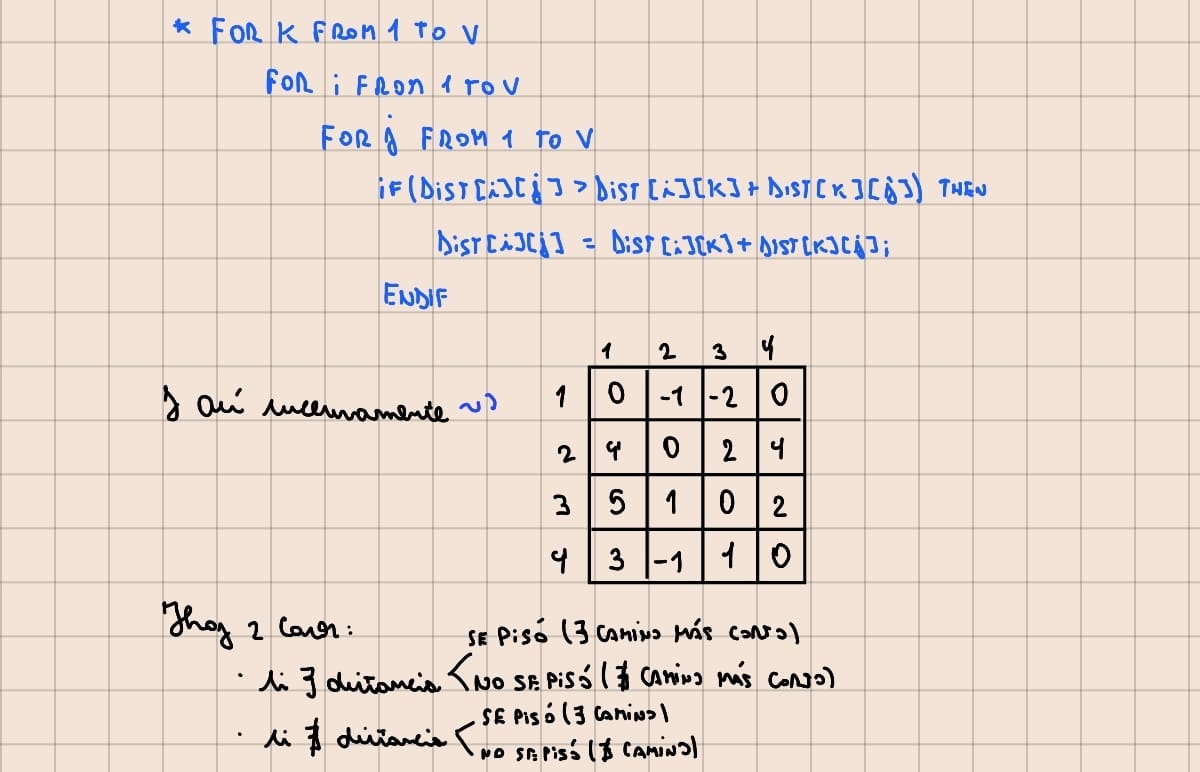 * FOR K FROM 1 TO V
FOR i FROM 1 TO V
FOR j FROM 1 TO V
iF (DiST[i][j] > DiST[i][K] + DiST[K][j]) THEN
DiST[i][j] = DiST[i][K] + DiST[K][j];
ENDIF
1 2 3 4
y así sucesivamente ~>
1 0 -1 -2 0
2 4 0 2 4
3 5 1 0 2
4 3 -1 1 0
Hay 2 casos:
SE PISÓ (∃ CAMINO MÁS CORTO)
· si ∃ distancia < NO SE PISÓ (∄ CAMINO MÁS CORTO)
SE PISÓ (∃ CAMINO)
· si ∄ distancia <
NO SE PISÓ (∄ CAMINO)